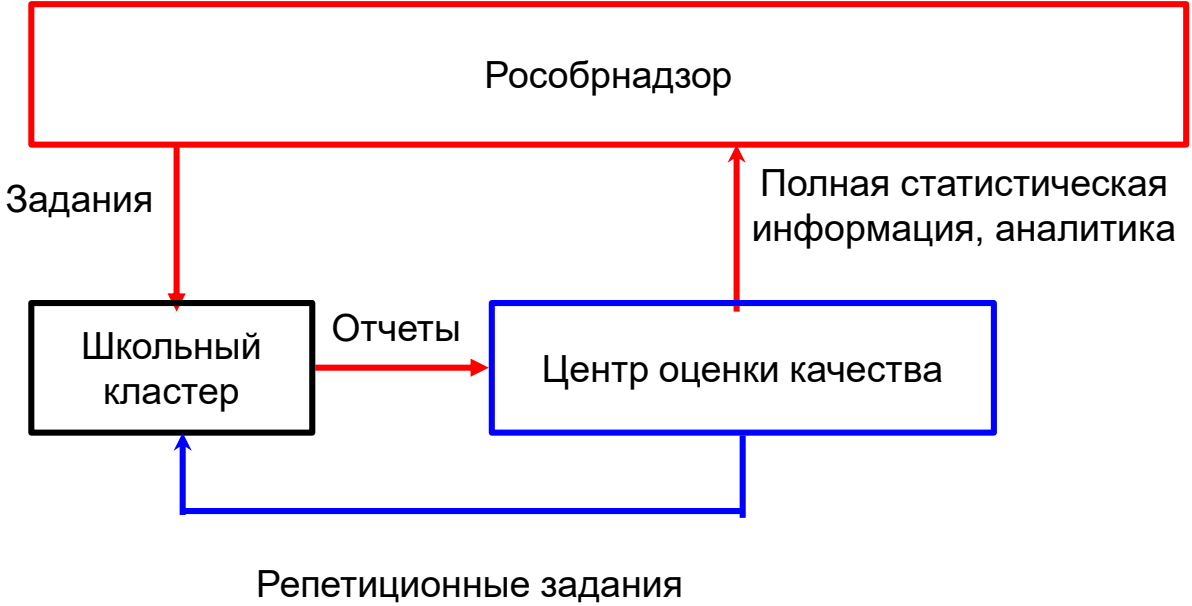 Рособрнадзор
Задания
Полная статистическая
информация, аналитика
Школьный
кластер
Отчеты
Центр оценки качества
Репетиционные задания